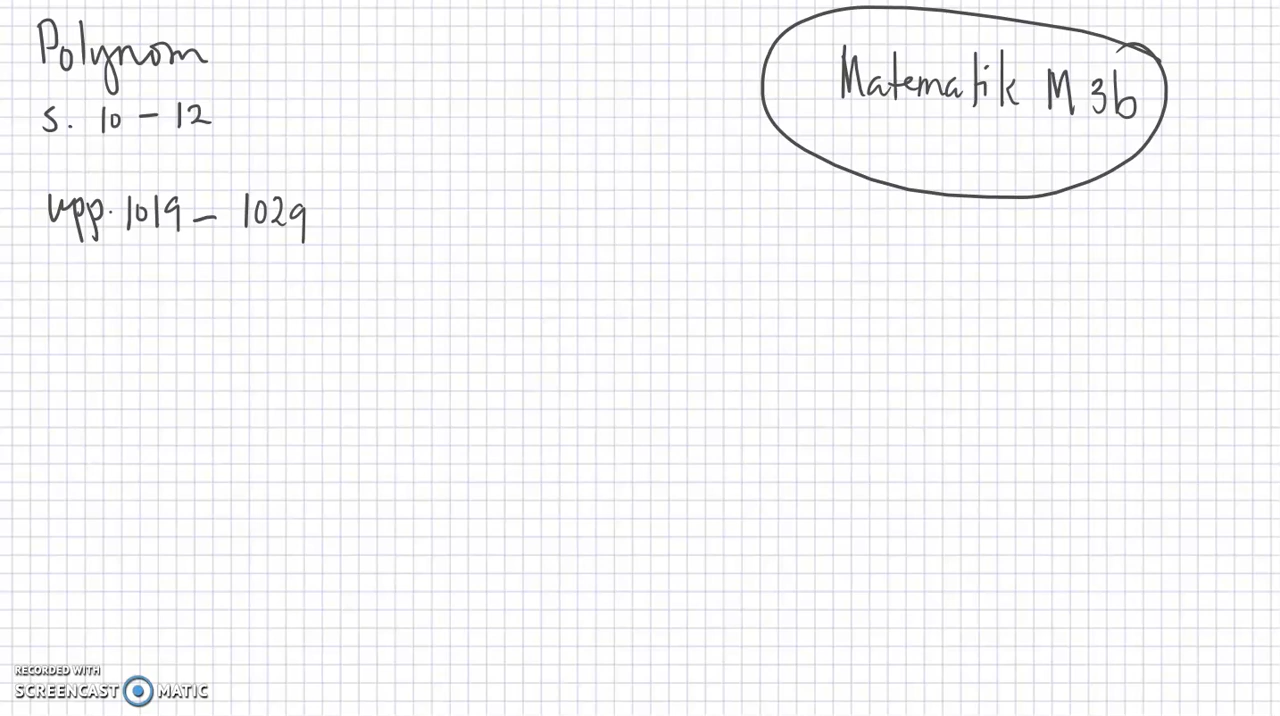 Polynom
s. 10 - 12
upp. 1019 - 1029
Matematik M 3b
RECORDED WITH
SCREENCAST MATIC